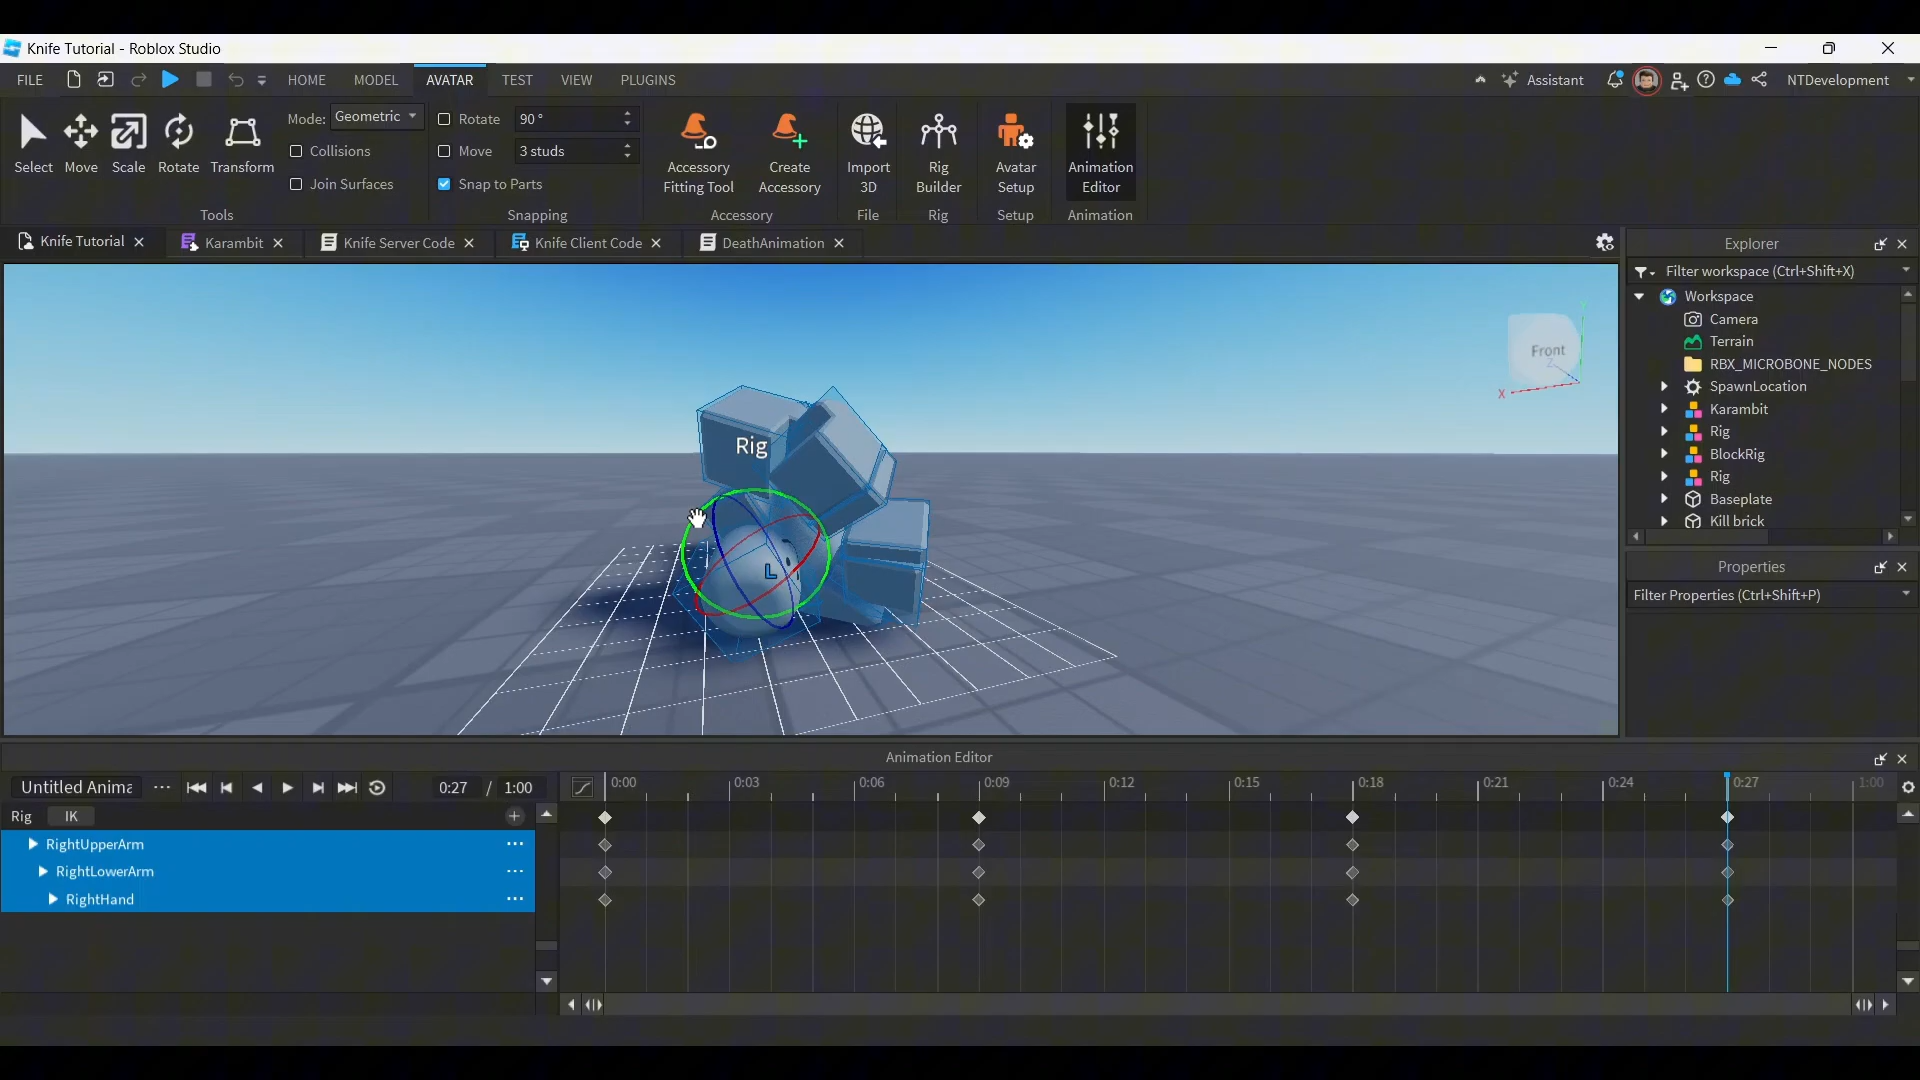 Knife Tutorial - Roblox Studio
FILE HOME MODEL AVATAR TEST VIEW PLUGINS Assistant NTDevelopment
Select Move Scale Rotate Transform
Mode: Geometric
Collisions
Join Surfaces
Tools
Rotate 90 °
Move 3 studs
Snap to Parts
Snapping
Accessory Fitting Tool
Create Accessory
Accessory
Import 3D
File
Rig Builder
Rig
Avatar Setup
Setup
Animation Editor
Animation
Knife Tutorial Karambit Knife Server Code Knife Client Code DeathAnimation
Rig
L
Front
X
Y
Z
Explorer
Filter workspace (Ctrl+Shift+X)
Workspace
Camera
Terrain
RBX_MICROBONE_NODES
SpawnLocation
Karambit
Rig
BlockRig
Rig
Baseplate
Kill brick
Properties
Filter Properties (Ctrl+Shift+P)
Animation Editor
Untitled Anima ... 0:27 / 1:00
0:00 0:03 0:06 0:09 0:12 0:15 0:18 0:21 0:24 0:27 1:00
Rig IK
RightUpperArm ...
RightLowerArm ...
RightHand ...